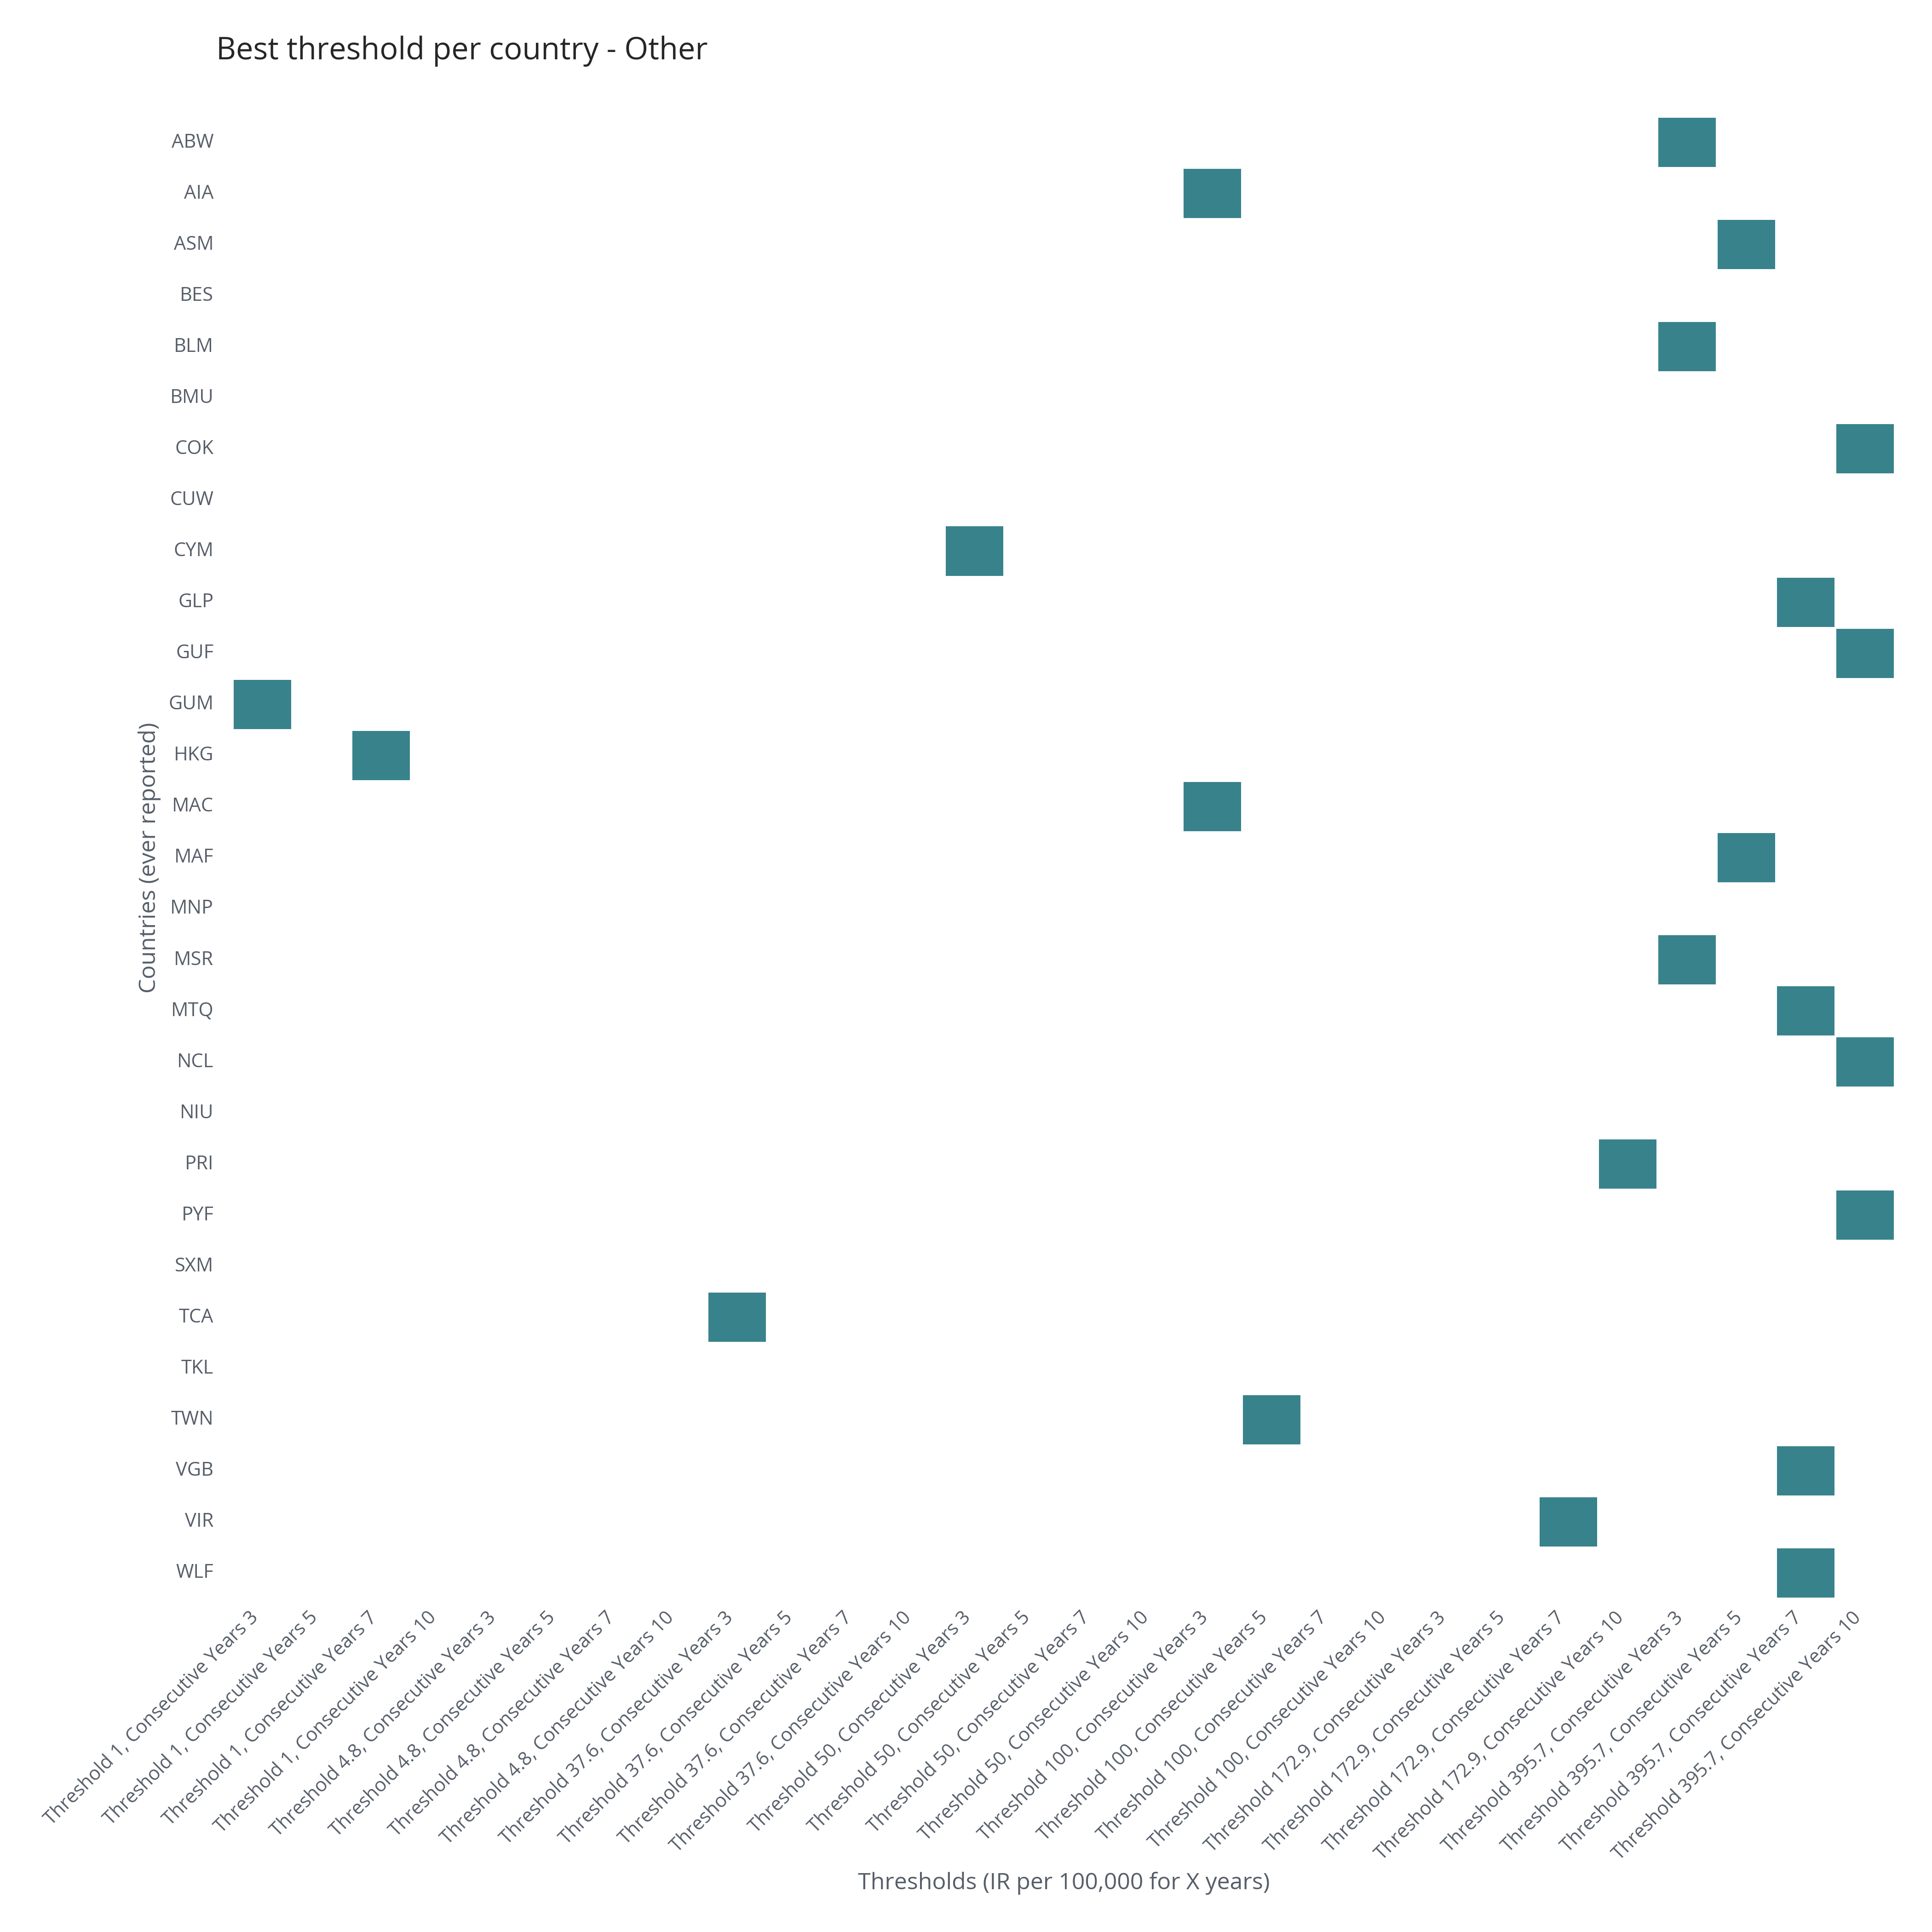 Best threshold per country - Other
ABW
AIA
ASM
BES
BLM
BMU
COK
CUW
CYM
GLP
GUF
GUM
HKG
MAC
MAF
MNP
MSR
MTQ
NCL
NIU
PRI
PYF
SXM
TCA
TKL
TWN
VGB
VIR
WLF
Countries (ever reported)
Threshold 1, Consecutive Years 3
Threshold 1, Consecutive Years 5
Threshold 1, Consecutive Years 7
Threshold 1, Consecutive Years 10
Threshold 4.8, Consecutive Years 3
Threshold 4.8, Consecutive Years 5
Threshold 4.8, Consecutive Years 7
Threshold 4.8, Consecutive Years 10
Threshold 37.6, Consecutive Years 3
Threshold 37.6, Consecutive Years 5
Threshold 37.6, Consecutive Years 7
Threshold 37.6, Consecutive Years 10
Threshold 50, Consecutive Years 3
Threshold 50, Consecutive Years 5
Threshold 50, Consecutive Years 7
Threshold 50, Consecutive Years 10
Threshold 100, Consecutive Years 3
Threshold 100, Consecutive Years 5
Threshold 100, Consecutive Years 7
Threshold 100, Consecutive Years 10
Threshold 172.9, Consecutive Years 3
Threshold 172.9, Consecutive Years 5
Threshold 172.9, Consecutive Years 7
Threshold 172.9, Consecutive Years 10
Threshold 395.7, Consecutive Years 3
Threshold 395.7, Consecutive Years 5
Threshold 395.7, Consecutive Years 7
Threshold 395.7, Consecutive Years 10
Thresholds (IR per 100,000 for X years)